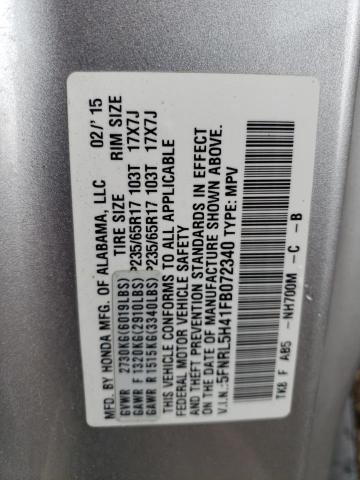 MFD. BY HONDA MFG. OF ALABAMA, LLC 02/'15
TIRE SIZE RIM SIZE
GVWR 2730KG(6019LBS)
GAWR F 1320KG(2910LBS) P235/65R17 103T 17X7J
GAWR R 1515KG(3340LBS) P235/65R17 103T 17X7J
THIS VEHICLE CONFORMS TO ALL APPLICABLE
FEDERAL MOTOR VEHICLE SAFETY
AND THEFT PREVENTION STANDARDS IN EFFECT
ON THE DATE OF MANUFACTURE SHOWN ABOVE.
V.I.N.:5FNRL5H41FB072340 TYPE: MPV
TK8 F AB5 -NH700M -C -B